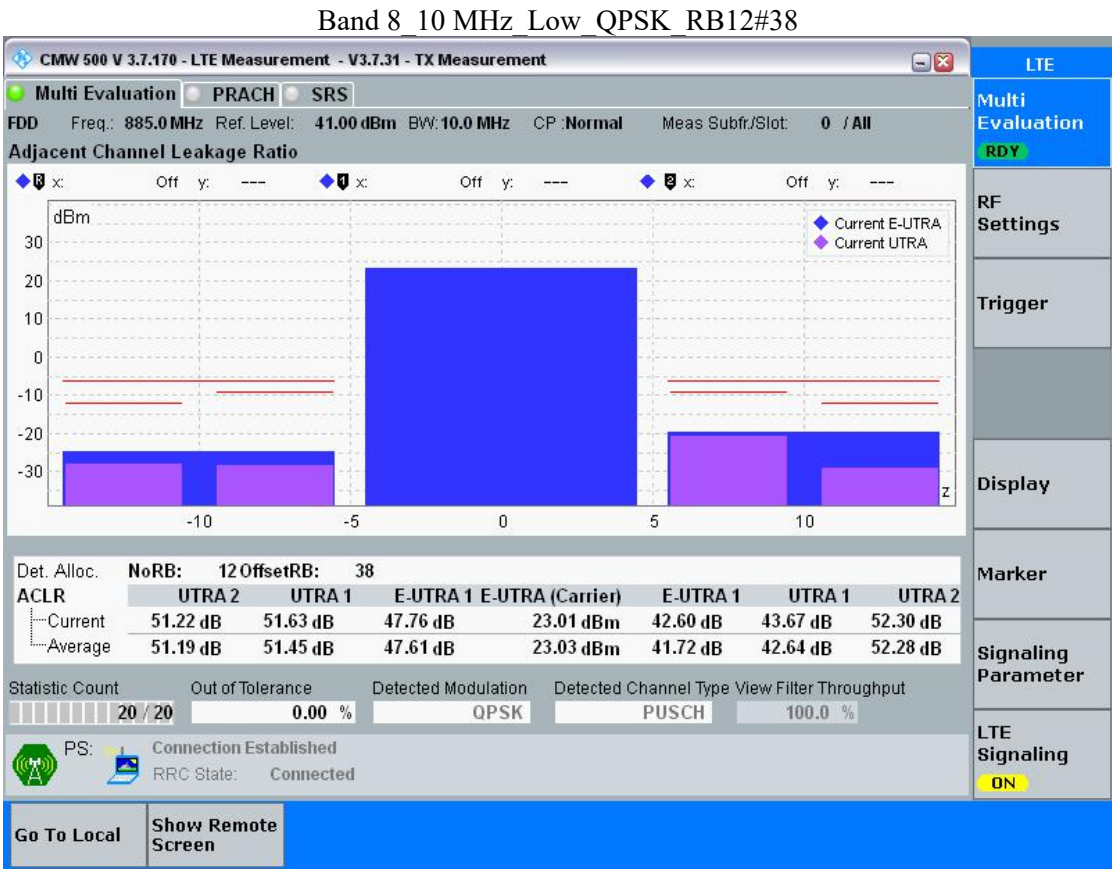 Band 8_10 MHz_Low_QPSK_RB12#38
CMW 500 V 3.7.170 - LTE Measurement - V3.7.31 - TX Measurement
LTE
Multi Evaluation PRACH SRS
Multi
Evaluation
RDY
FDD Freq.: 885.0 MHz Ref. Level: 41.00 dBm BW: 10.0 MHz CP :Normal Meas Subfr./Slot: 0 / All
Adjacent Channel Leakage Ratio
R x: Off y: --- 1 x: Off y: --- 2 x: Off y: ---
dBm
Current E-UTRA
Current UTRA
30
20
10
0
-10
-20
-30
z
-10 -5 0 5 10
RF
Settings
Trigger
Display
Marker
Signaling
Parameter
LTE
Signaling
ON
Det. Alloc. NoRB: 12 OffsetRB: 38
ACLR UTRA 2 UTRA 1 E-UTRA 1 E-UTRA (Carrier) E-UTRA 1 UTRA 1 UTRA 2
Current 51.22 dB 51.63 dB 47.76 dB 23.01 dBm 42.60 dB 43.67 dB 52.30 dB
Average 51.19 dB 51.45 dB 47.61 dB 23.03 dBm 41.72 dB 42.64 dB 52.28 dB
Statistic Count Out of Tolerance Detected Modulation Detected Channel Type View Filter Throughput
20 / 20 0.00 % QPSK PUSCH 100.0 %
PS: Connection Established
RRC State: Connected
Go To Local
Show Remote
Screen